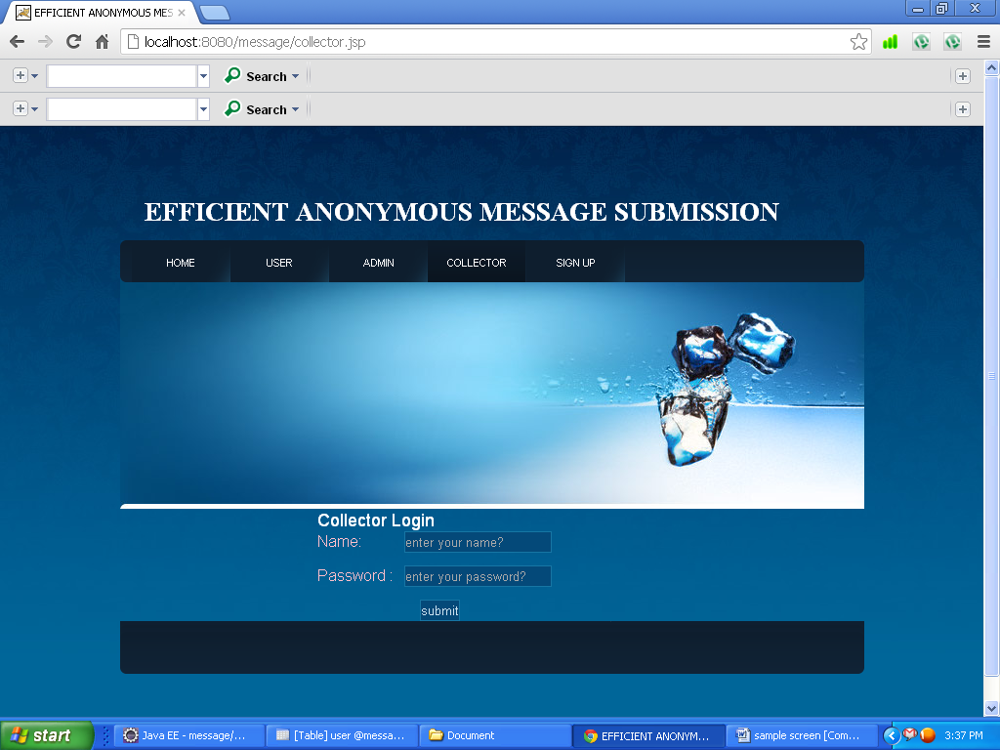 EFFICIENT ANONYMOUS MES
localhost:8080/message/collector.jsp
Search
Search
EFFICIENT ANONYMOUS MESSAGE SUBMISSION
HOME USER ADMIN COLLECTOR SIGN UP
Collector Login
Name: enter your name?
Password : enter your password?
submit
start Java EE - message/... [Table] user @messa... Document EFFICIENT ANONYM... sample screen [Com... 3:37 PM